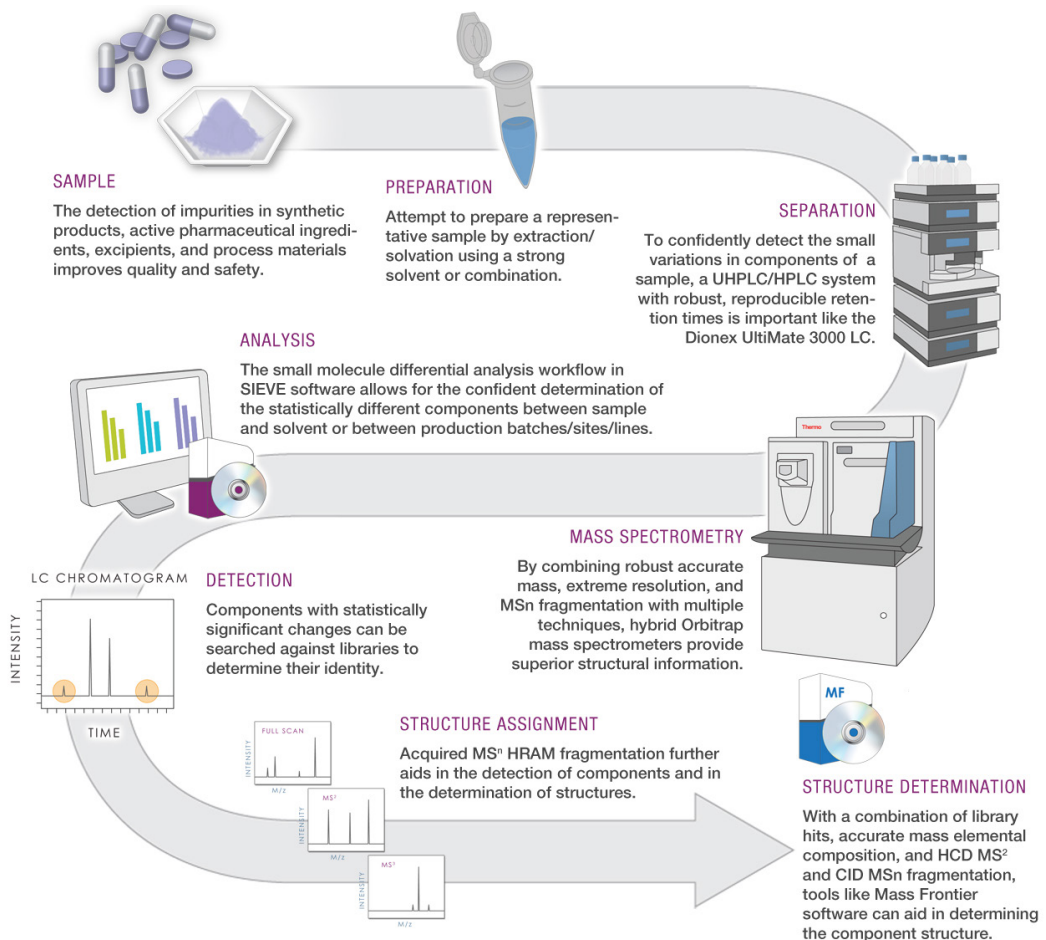 SAMPLE
The detection of impurities in synthetic
products, active pharmaceutical ingredi-
ents, excipients, and process materials
improves quality and safety.
PREPARATION
Attempt to prepare a represen-
tative sample by extraction/
solvation using a strong
solvent or combination.
SEPARATION
To confidently detect the small
variations in components of a
sample, a UHPLC/HPLC system
with robust, reproducible reten-
tion times is important like the
Dionex UltiMate 3000 LC.
ANALYSIS
The small molecule differential analysis workflow in
SIEVE software allows for the confident determination of
the statistically different components between sample
and solvent or between production batches/sites/lines.
Thermo
MASS SPECTROMETRY
By combining robust accurate
mass, extreme resolution, and
MSn fragmentation with multiple
techniques, hybrid Orbitrap
mass spectrometers provide
superior structural information.
LC CHROMATOGRAM
INTENSITY
TIME
DETECTION
Components with statistically
significant changes can be
searched against libraries to
determine their identity.
STRUCTURE ASSIGNMENT
Acquired MSⁿ HRAM fragmentation further
aids in the detection of components and in
the determination of structures.
FULL SCAN
INTENSITY
M/z
MS²
INTENSITY
M/z
MS³
INTENSITY
M/z
MF
STRUCTURE DETERMINATION
With a combination of library
hits, accurate mass elemental
composition, and HCD MS²
and CID MSn fragmentation,
tools like Mass Frontier
software can aid in determining
the component structure.